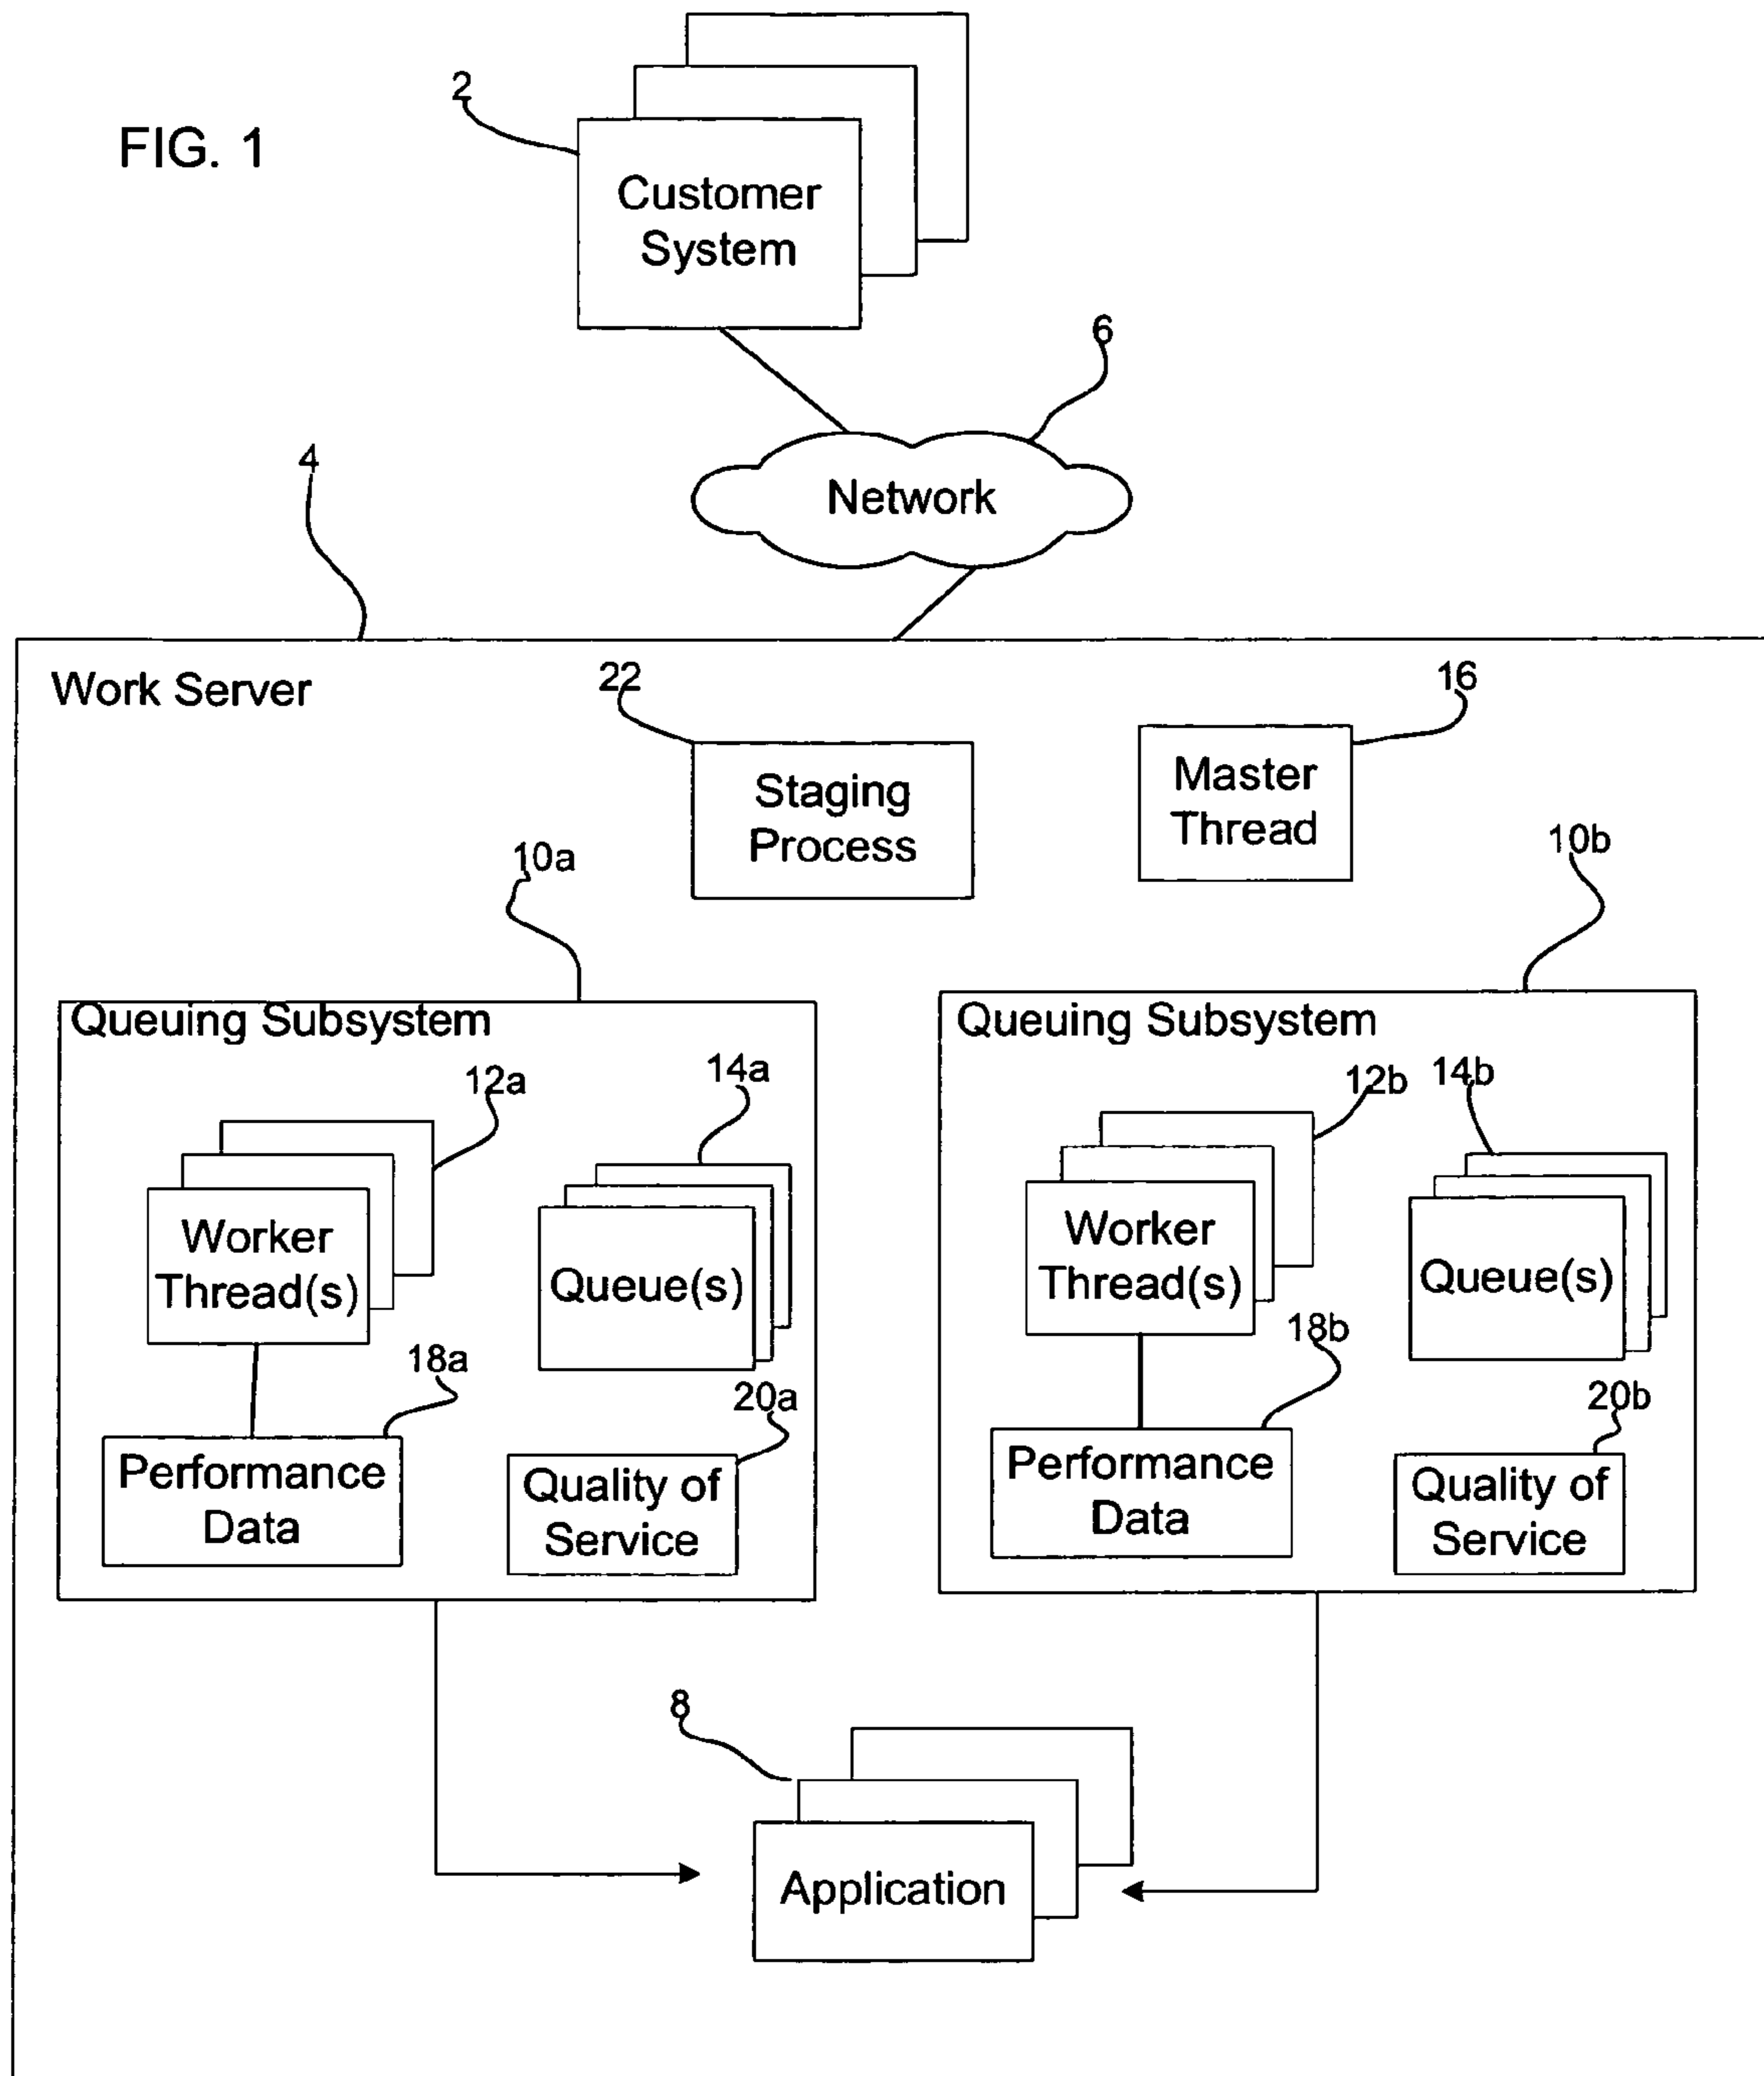 FIG. 1
2
Customer
System
6
Network
4
Work Server
22
16
Staging
Process
Master
Thread
10a
10b
Queuing Subsystem
12a
14a
Worker
Thread(s)
Queue(s)
18a
20a
Performance
Data
Quality of
Service
Queuing Subsystem
12b
14b
Worker
Thread(s)
Queue(s)
18b
20b
Performance
Data
Quality of
Service
8
Application